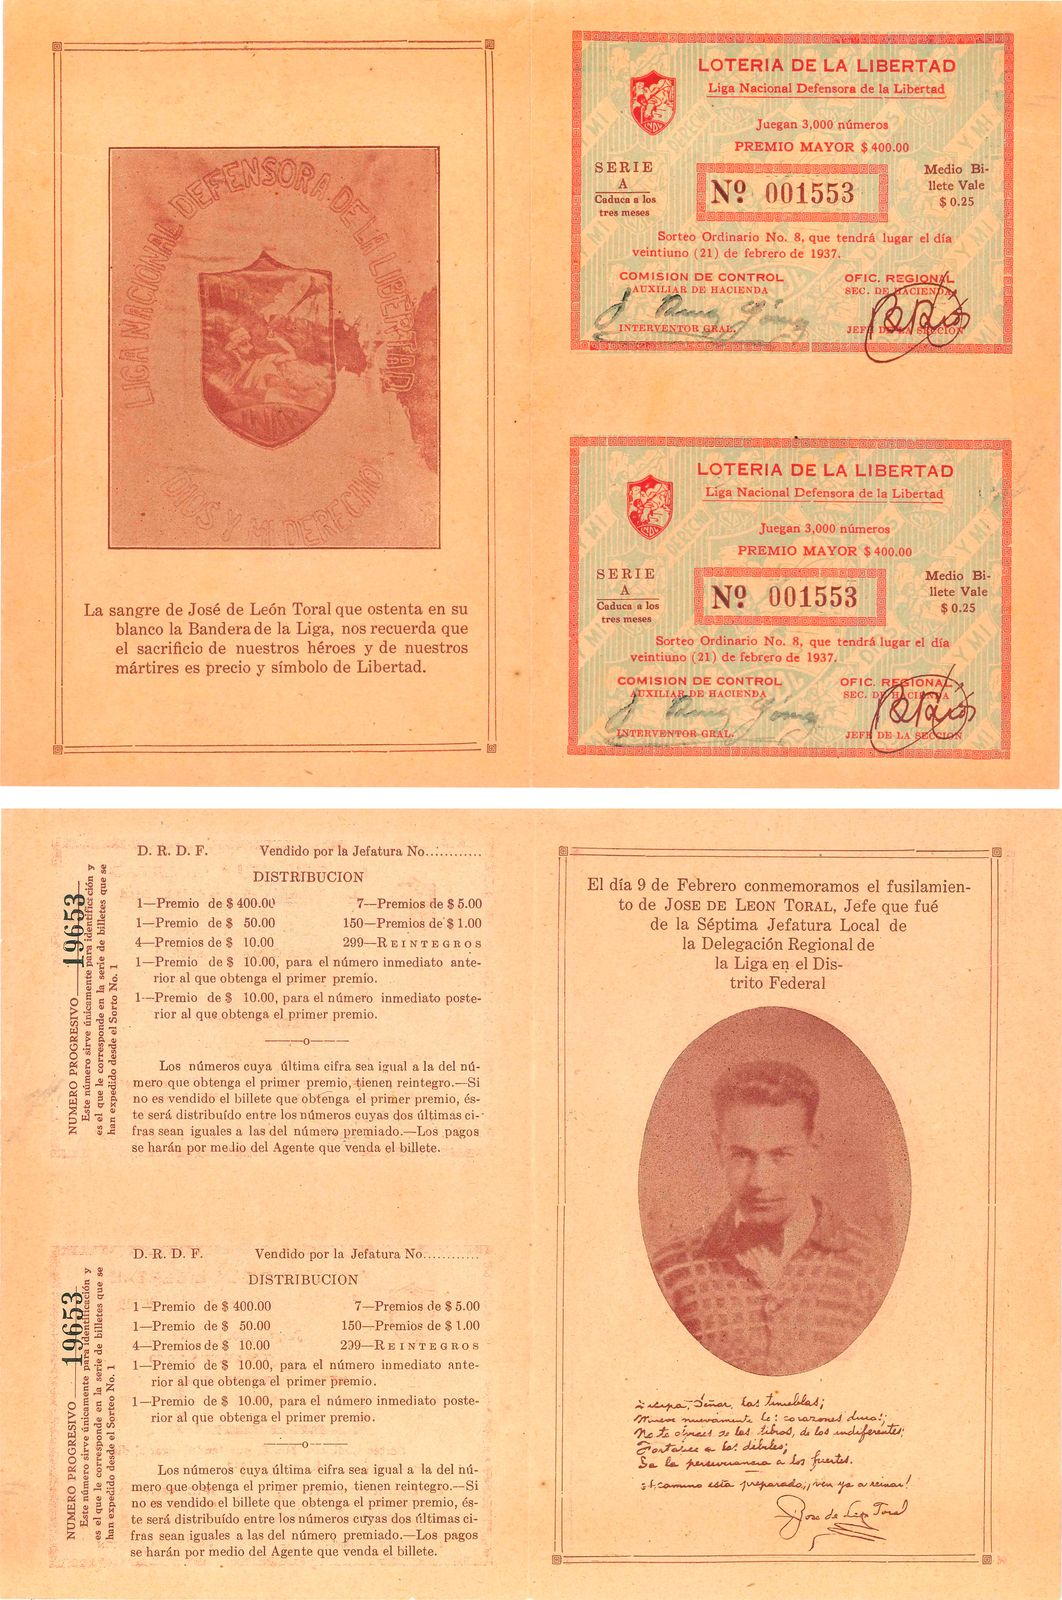 LIGA NACIONAL DEFENSORA DE LA LIBERTAD
MI DERECHO
La sangre de José de León Toral que ostenta en su
blanco la Bandera de la Liga, nos recuerda que
el sacrificio de nuestros héroes y de nuestros
mártires es precio y símbolo de Libertad.
LOTERIA DE LA LIBERTAD
Liga Nacional Defensora de la Libertad
Juegan 3,000 números
PREMIO MAYOR $ 400.00
SERIE
A
Caduca a los
tres meses
Nº 001553
Medio Bi-
llete Vale
$ 0.25
Sorteo Ordinario No. 8, que tendrá lugar el día
veintiuno (21) de febrero de 1937.
COMISION DE CONTROL
AUXILIAR DE HACIENDA
INTERVENTOR GRAL.
OFIC. REGIONAL
SEC. DE HACIENDA
JEFE DE LA SECCION
LOTERIA DE LA LIBERTAD
Liga Nacional Defensora de la Libertad
Juegan 3,000 números
PREMIO MAYOR $ 400.00
SERIE
A
Caduca a los
tres meses
Nº 001553
Medio Bi-
llete Vale
$ 0.25
Sorteo Ordinario No. 8, que tendrá lugar el día
veintiuno (21) de febrero de 1937.
COMISION DE CONTROL
AUXILIAR DE HACIENDA
INTERVENTOR GRAL.
OFIC. REGIONAL
SEC. DE HACIENDA
JEFE DE LA SECCION
NUMERO PROGRESIVO 19653
Este número sirve únicamente para identificación y
es el que le corresponde en la serie de billetes que se
han expedido desde el Sorto No. 1
D. R. D. F. Vendido por la Jefatura No............
DISTRIBUCION
1—Premio de $ 400.00 7—Premios de $ 5.00
1—Premio de $ 50.00 150—Premios de $ 1.00
4—Premios de $ 10.00 299—REINTEGROS
1—Premio de $ 10.00, para el número inmediato ante-
rior al que obtenga el primer premio.
1—Premio de $ 10.00, para el número inmediato poste-
rior al que obtenga el primer premio.
——o——
Los números cuya última cifra sea igual a la del nú-
mero que obtenga el primer premio, tienen reintegro.—Si
no es vendido el billete que obtenga el primer premio, és-
te será distribuído entre los números cuyas dos últimas ci-
fras sean iguales a las del número premiado.—Los pagos
se harán por medio del Agente que venda el billete.
NUMERO PROGRESIVO 19653
Este número sirve únicamente para identificación y
es el que le corresponde en la serie de billetes que se
han expedido desde el Sorteo No. 1
D. R. D. F. Vendido por la Jefatura No............
DISTRIBUCION
1—Premio de $ 400.00 7—Premios de $ 5.00
1—Premio de $ 50.00 150—Premios de $ 1.00
4—Premios de $ 10.00 299—REINTEGROS
1—Premio de $ 10.00, para el número inmediato ante-
rior al que obtenga el primer premio.
1—Premio de $ 10.00, para el número inmediato poste-
rior al que obtenga el primer premio.
——o——
Los números cuya última cifra sea igual a la del nú-
mero que obtenga el primer premio, tienen reintegro.—Si
no es vendido el billete que obtenga el primer premio, és-
te será distribuído entre los números cuyas dos últimas ci-
fras sean iguales a las del número premiado.—Los pagos
se harán por medio del Agente que venda el billete.
El día 9 de Febrero conmemoramos el fusilamien-
to de JOSE DE LEON TORAL, Jefe que fué
de la Séptima Jefatura Local de
la Delegación Regional de
la Liga en el Dis-
trito Federal
Señor, las tinieblas;
Mueve nuevamente los corazones duros;
No te olvides de los tibios, de los indiferentes;
Fortalece a los débiles;
Da la perseverancia a los fuertes.
El camino esta preparado, ¡ven ya a reinar!
Jose de Leon Toral